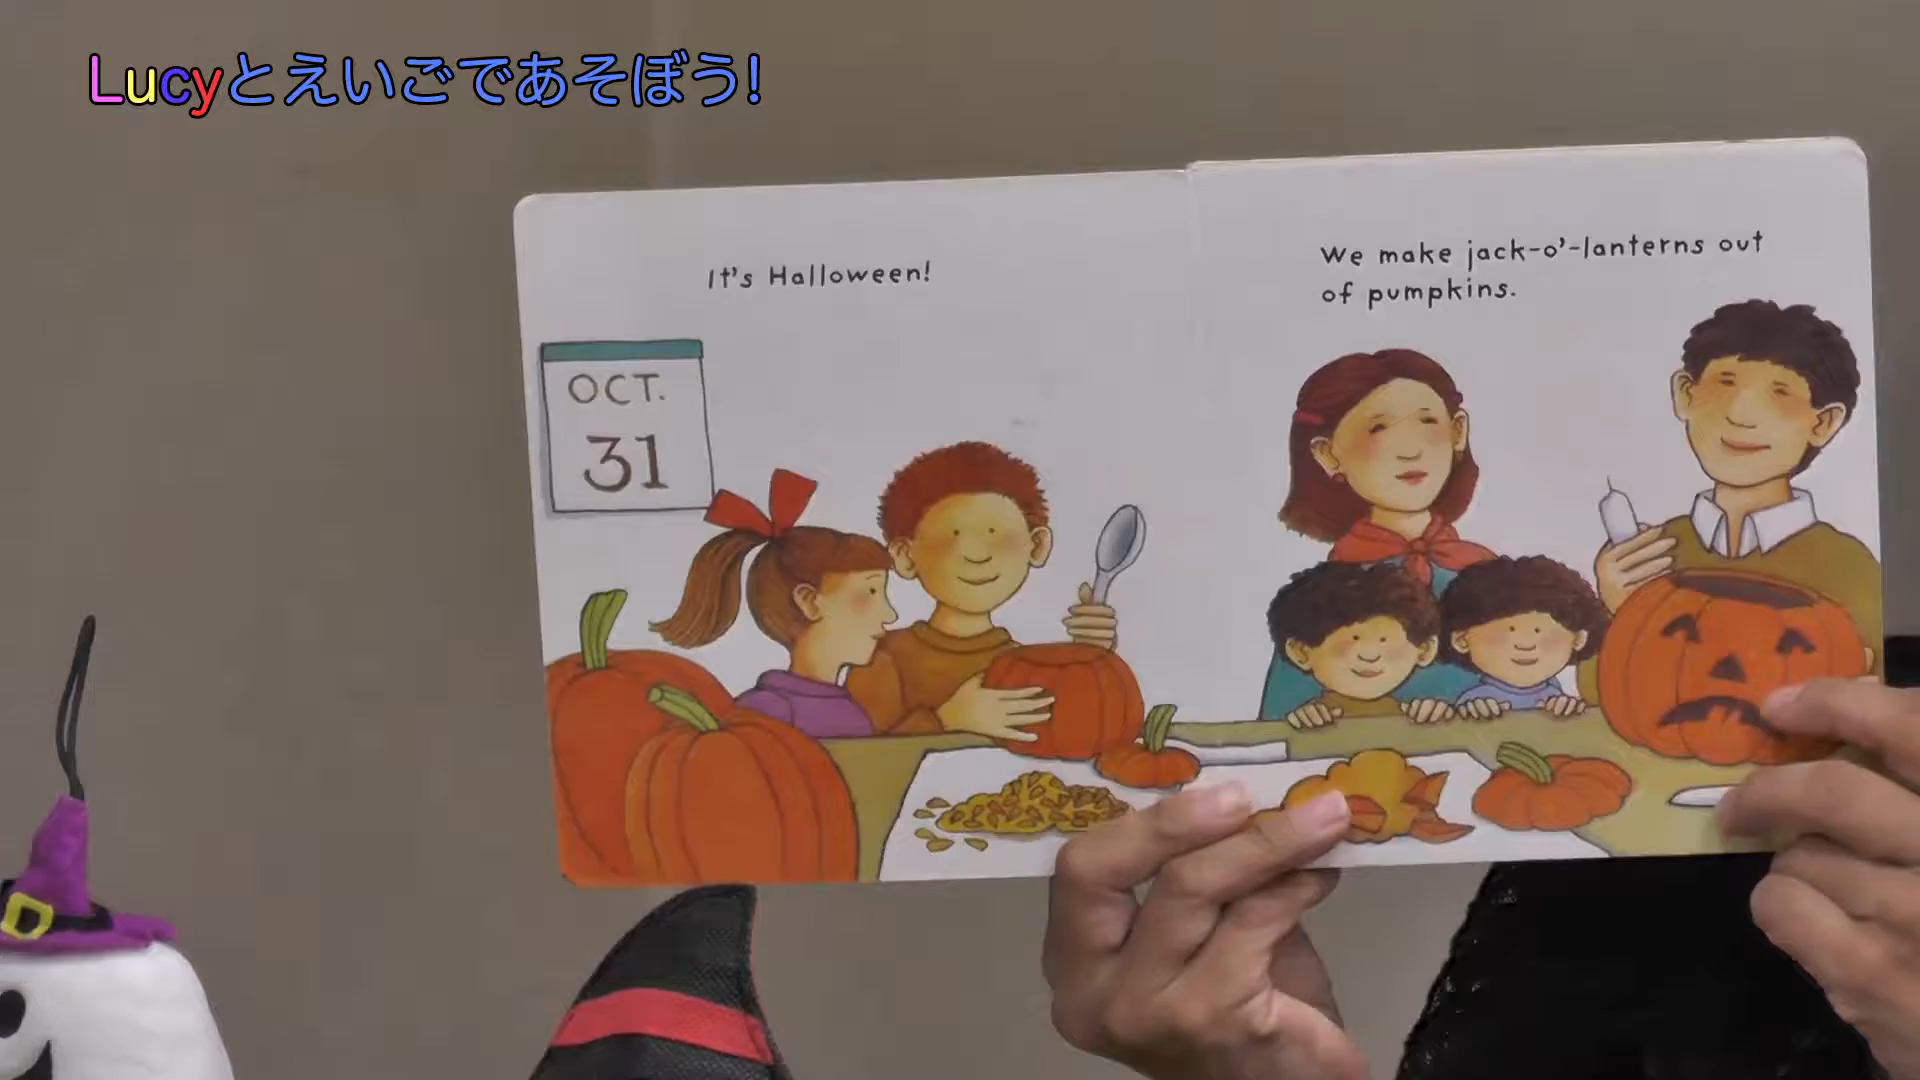 Lucyとえいごであそぼう!
It's Halloween!
We make jack-o'-lanterns out
of pumpkins.
OCT.
31